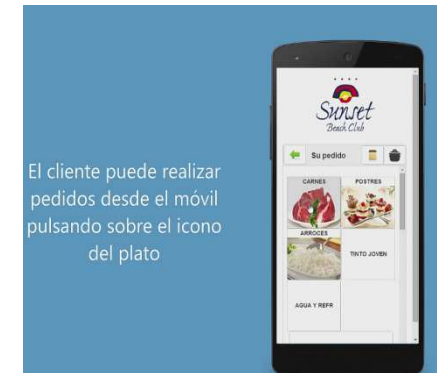 El cliente puede realizar
pedidos desde el móvil
pulsando sobre el icono
del plato
Sunset
Beach Club
Su pedido
CARNES
POSTRES
ARROCES
TINTO JOVEN
AGUA Y REFR